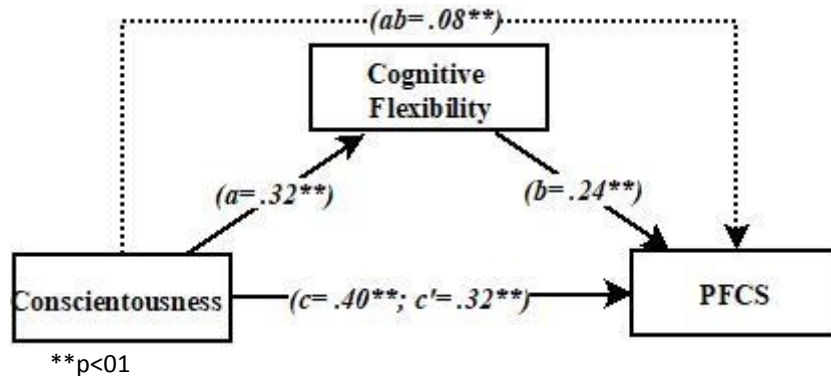 (ab= .08**)
Cognitive
Flexibility
(a= .32**)
(b= .24**)
Conscientousness
(c= .40**; c'= .32**)
PFCS
**p<01